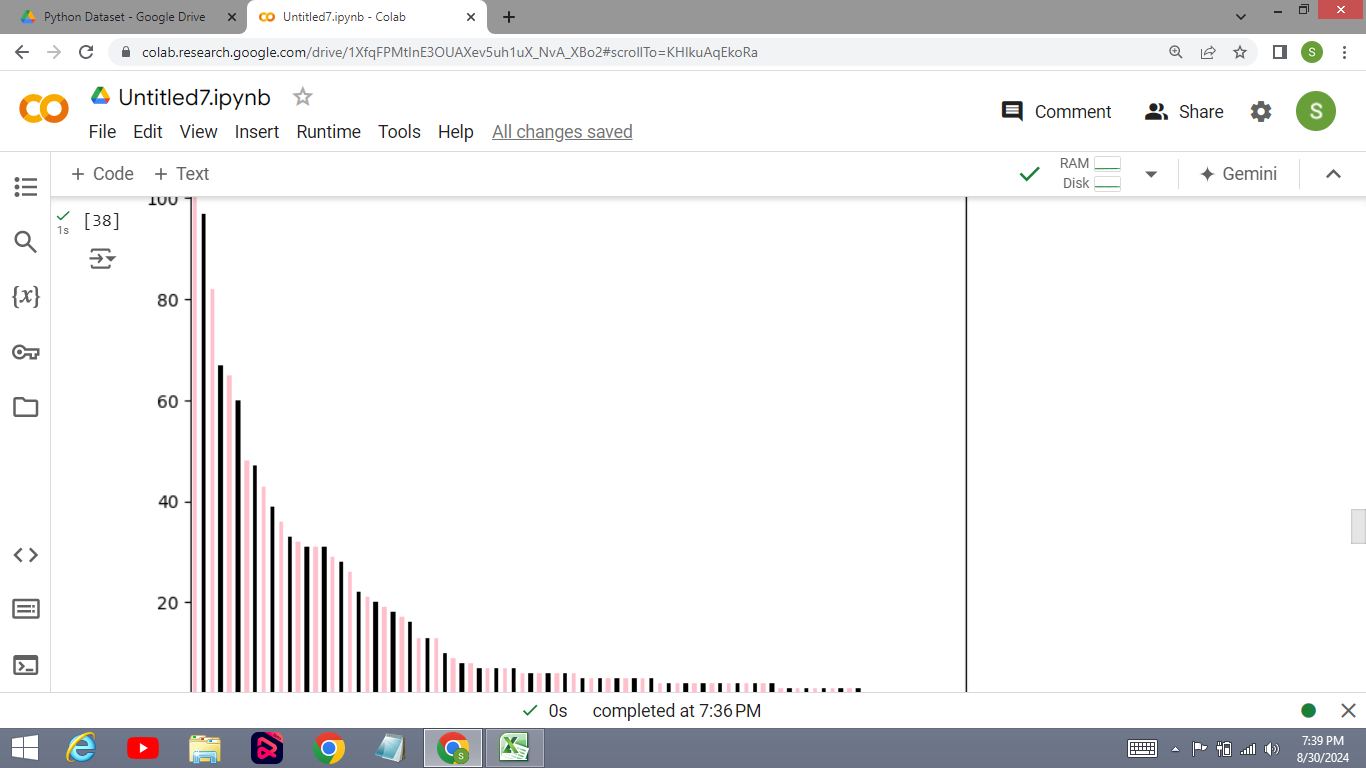 Python Dataset - Google Drive
Untitled7.ipynb - Colab
colab.research.google.com/drive/1XfqFPMtInE3OUAXev5uh1uX_NvA_XBo2#scrollTo=KHIkuAqEkoRa
S
Untitled7.ipynb
Comment
Share
S
File Edit View Insert Runtime Tools Help All changes saved
+ Code + Text
RAM
Disk
Gemini
[38]
1s
{x}
100
80
60
40
20
0s completed at 7:36 PM
7:39 PM
8/30/2024